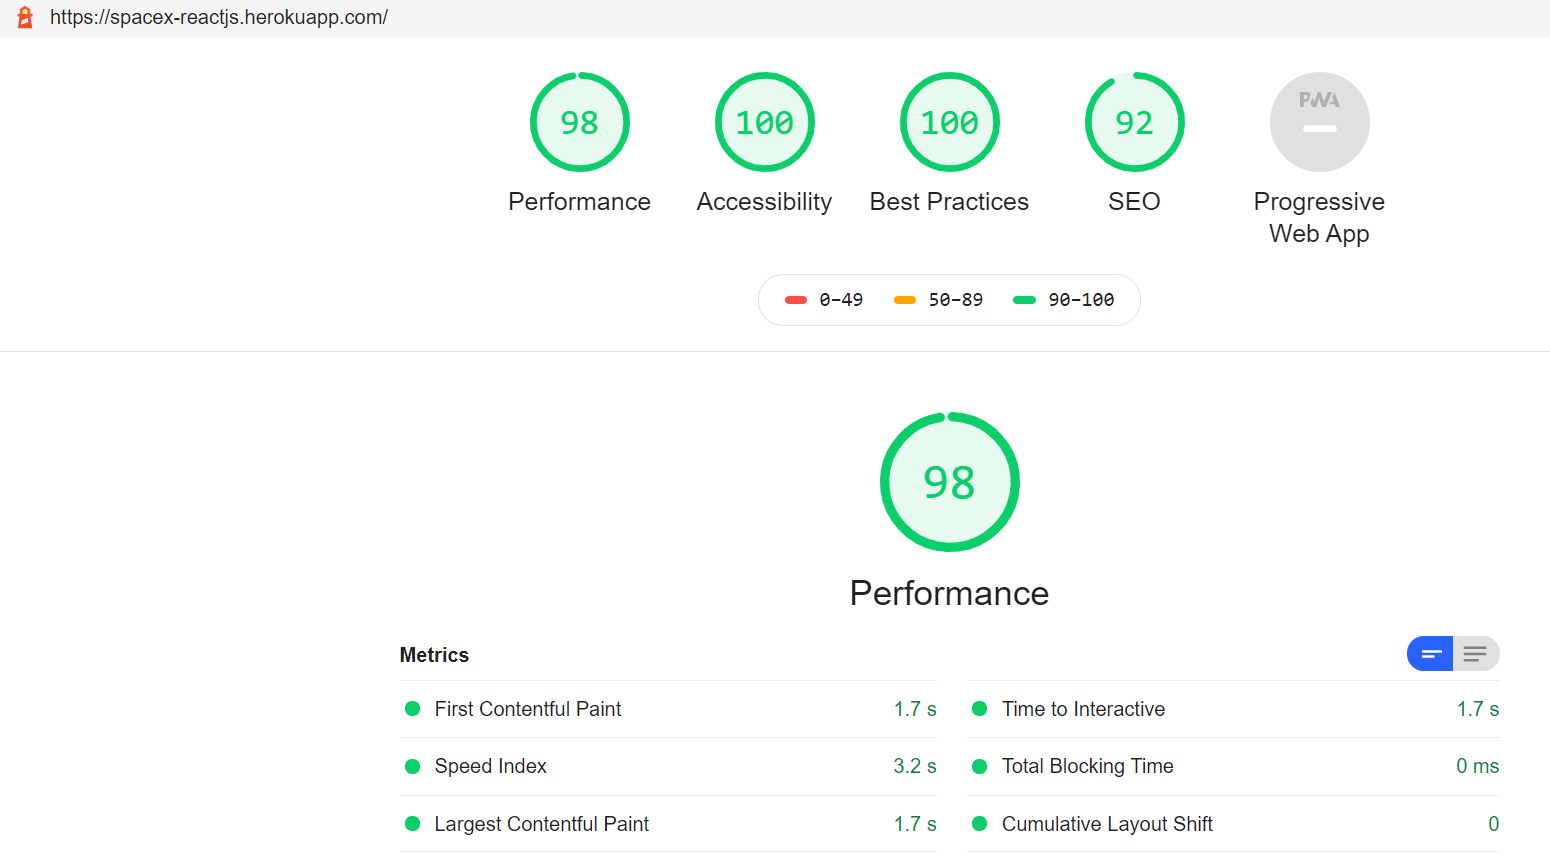 https://spacex-reactjs.herokuapp.com/
98 100 100 92 PWA
Performance Accessibility Best Practices SEO Progressive
Web App
0–49 50–89 90–100
98
Performance
Metrics
First Contentful Paint 1.7 s
Time to Interactive 1.7 s
Speed Index 3.2 s
Total Blocking Time 0 ms
Largest Contentful Paint 1.7 s
Cumulative Layout Shift 0